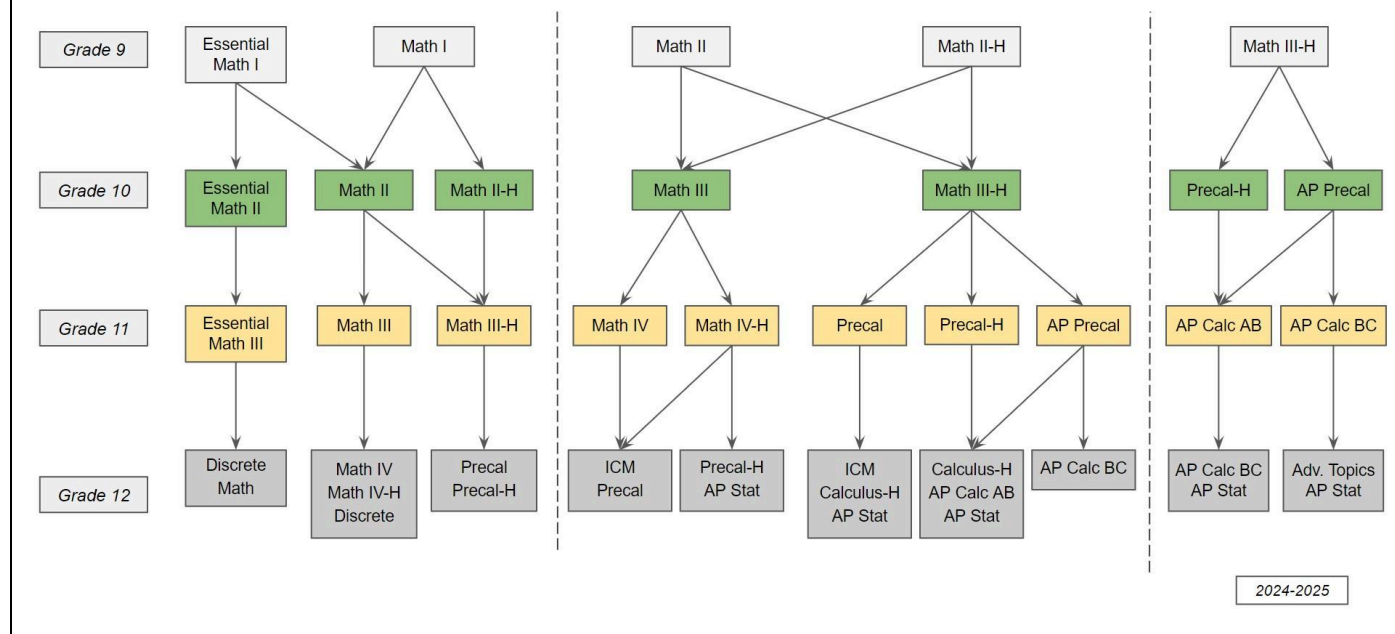 Grade 9
Essential
Math I
Math I
Math II
Math II-H
Math III-H
Grade 10
Essential
Math II
Math II
Math II-H
Math III
Math III-H
Precal-H
AP Precal
Grade 11
Essential
Math III
Math III
Math III-H
Math IV
Math IV-H
Precal
Precal-H
AP Precal
AP Calc AB
AP Calc BC
Grade 12
Discrete
Math
Math IV
Math IV-H
Discrete
Precal
Precal-H
ICM
Precal
Precal-H
AP Stat
ICM
Calculus-H
AP Stat
Calculus-H
AP Calc AB
AP Stat
AP Calc BC
AP Calc BC
AP Stat
Adv. Topics
AP Stat
2024-2025